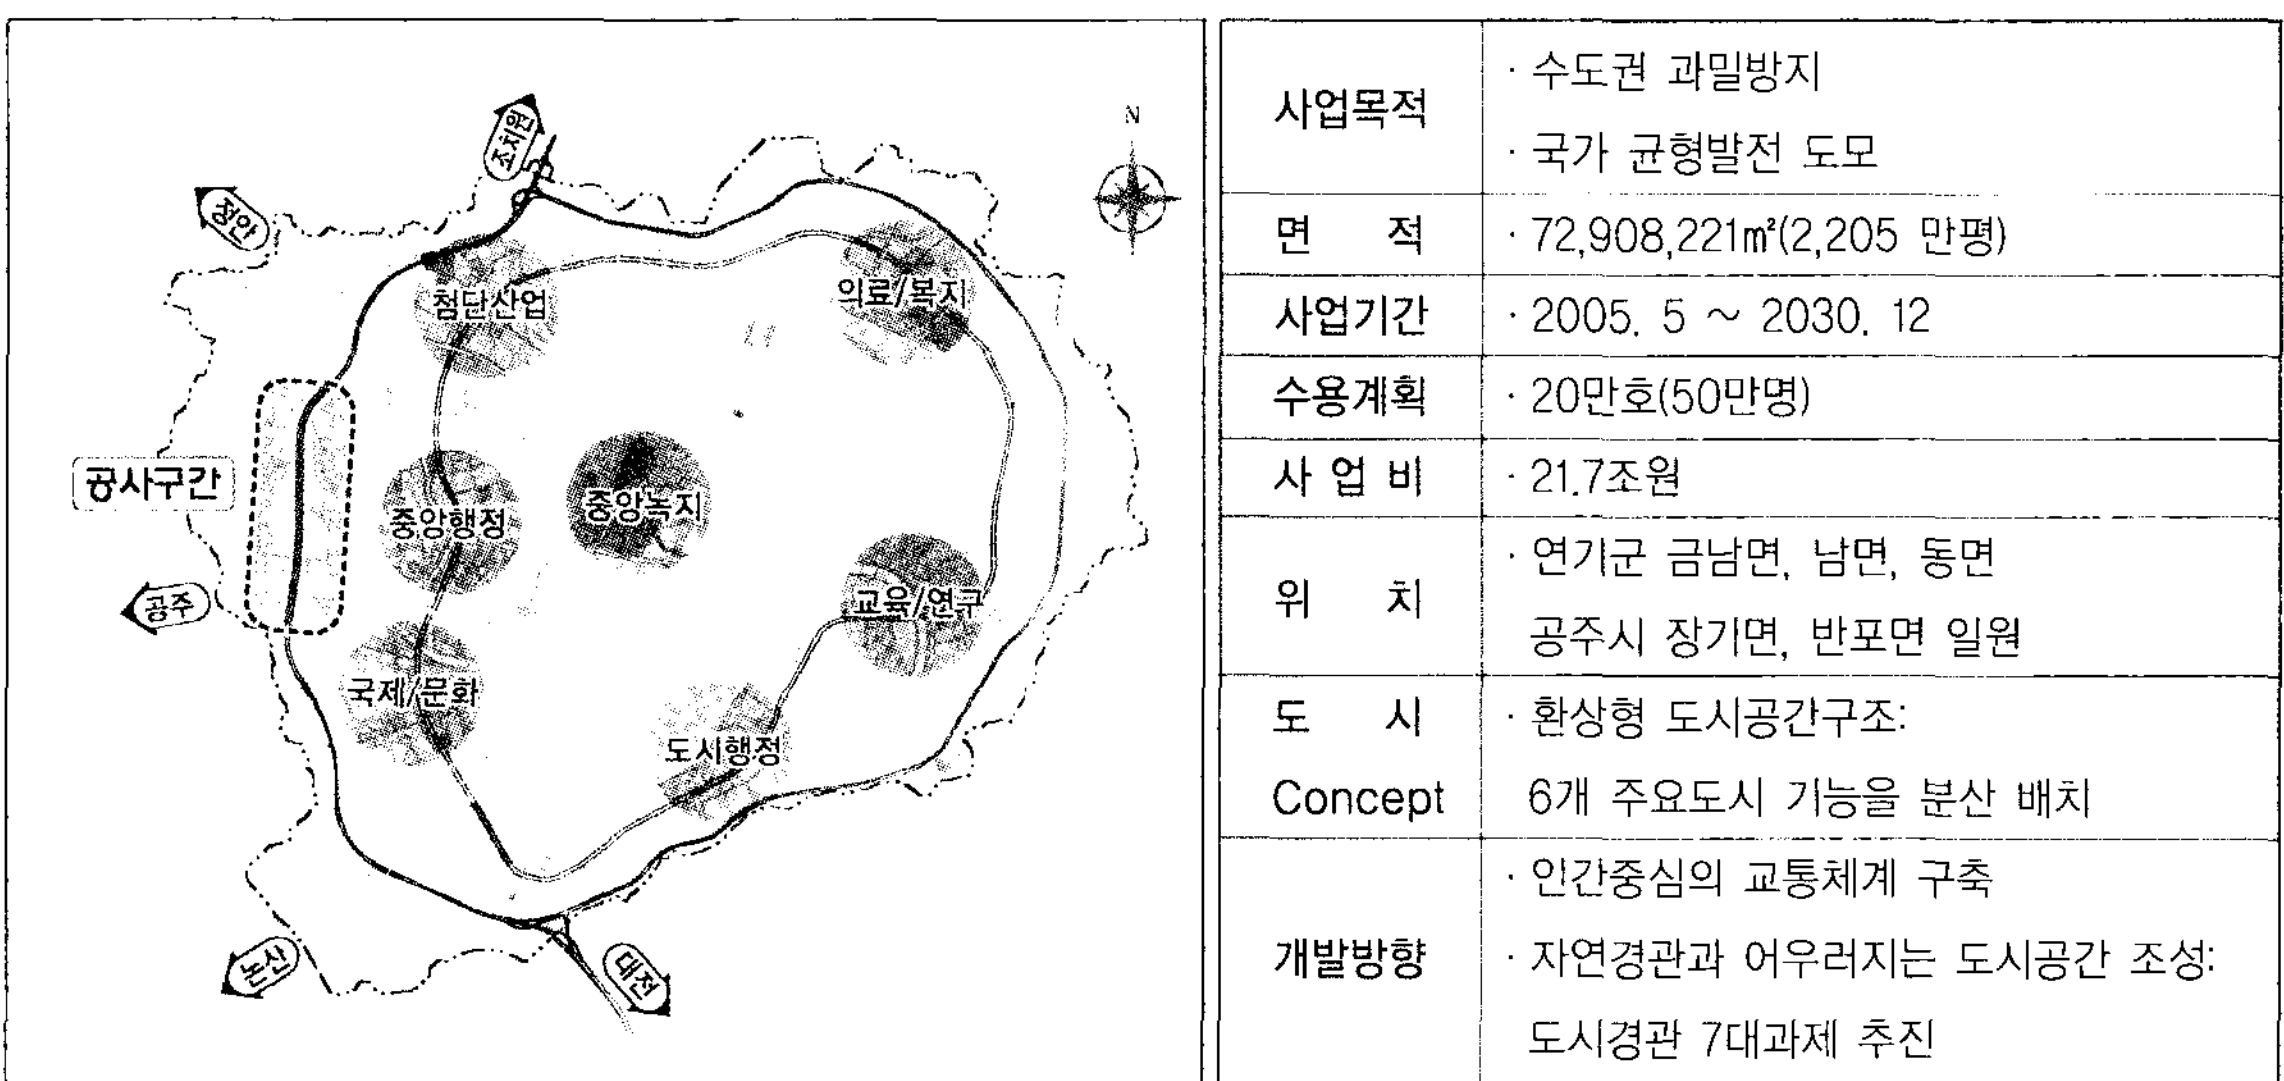 조치원
N
정안
첨단산업
의료/복지
공사구간
중앙행정
중앙녹지
공주
교육/연구
국제/문화
도시행정
논산
대전
사업목적
· 수도권 과밀방지
· 국가 균형발전 도모
면 적
· 72,908,221㎡(2,205 만평)
사업기간
· 2005. 5 ~ 2030. 12
수용계획
· 20만호(50만명)
사 업 비
· 21.7조원
위 치
· 연기군 금남면, 남면, 동면
공주시 장기면, 반포면 일원
도 시
Concept
· 환상형 도시공간구조:
6개 주요도시 기능을 분산 배치
개발방향
· 인간중심의 교통체계 구축
· 자연경관과 어우러지는 도시공간 조성:
도시경관 7대과제 추진